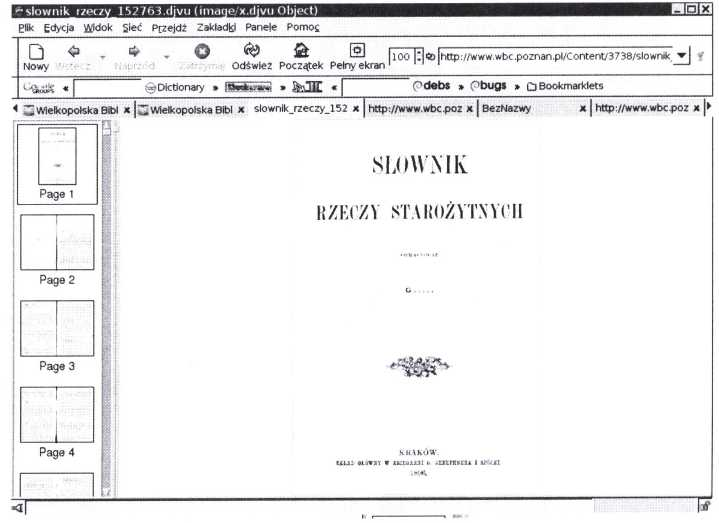 slownik_rzeczy_152763.djvu (image/x.djvu Object)
Plik Edycja Widok Sieć Przejdź Zakładki Panele Pomoc
Nowy Wstecz Naprzód Zatrzymaj Odśwież Początek Pełny ekran 100 http://www.wbc.poznan.pl/Content/3738/slownik_
GROUPS « Dictionary » » « debs » bugs » Bookmarklets
Wielkopolska Bibl x Wielkopolska Bibl x slownik_rzeczy_152 x http://www.wbc.poz x BezNazwy x http://www.wbc.poz x
Page 1
Page 2
Page 3
Page 4
SŁOWNIK
RZECZY STAROŻYTNYCH
G.....
KRAKÓW.